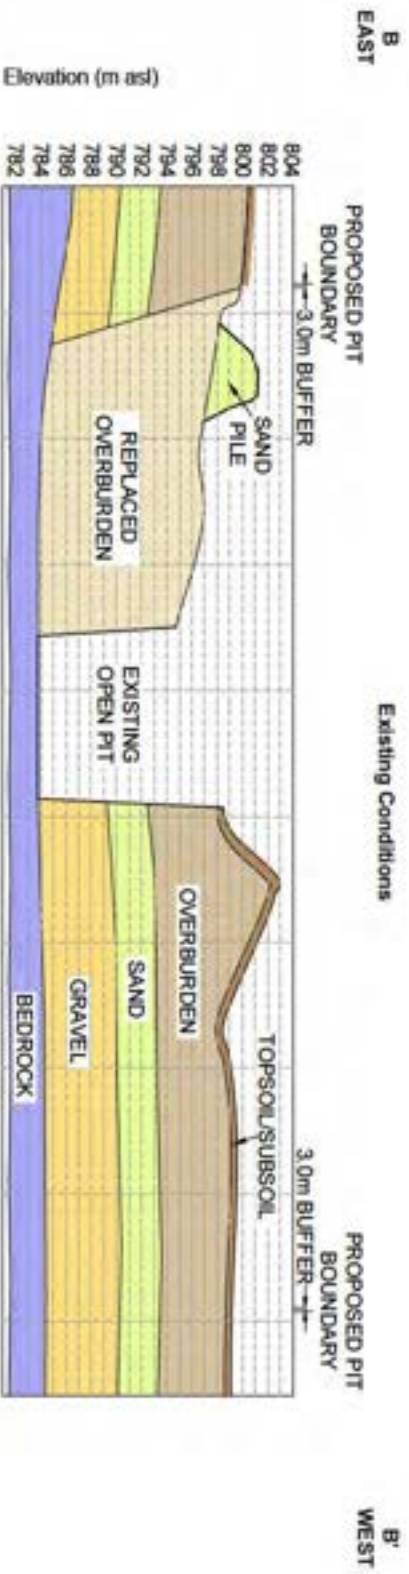 B
EAST
Existing Conditions
B'
WEST
PROPOSED PIT
BOUNDARY
3.0m BUFFER
PROPOSED PIT
BOUNDARY
3.0m BUFFER
Elevation (m asl)
804
802
800
798
796
794
792
790
788
786
784
782
SAND
PILE
REPLACED
OVERBURDEN
EXISTING
OPEN PIT
TOPSOIL/SUBSOIL
OVERBURDEN
SAND
GRAVEL
BEDROCK